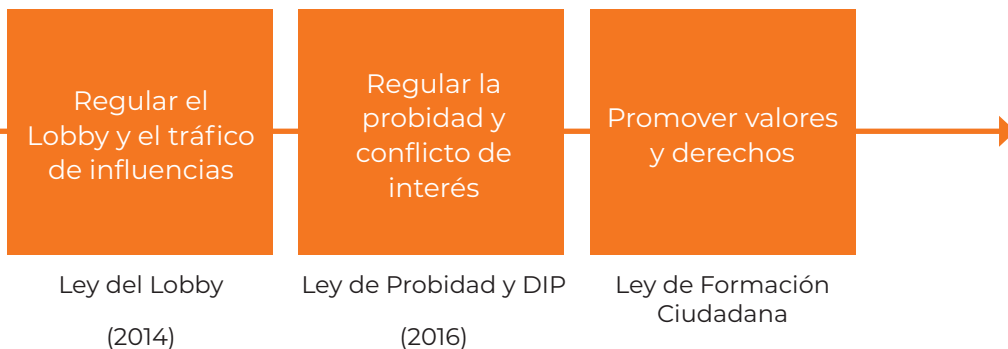 Regular el
Lobby y el tráfico
de influencias
Ley del Lobby
(2014)
Regular la
probidad y
conflicto de
interés
Ley de Probidad y DIP
(2016)
Promover valores
y derechos
Ley de Formación
Ciudadana